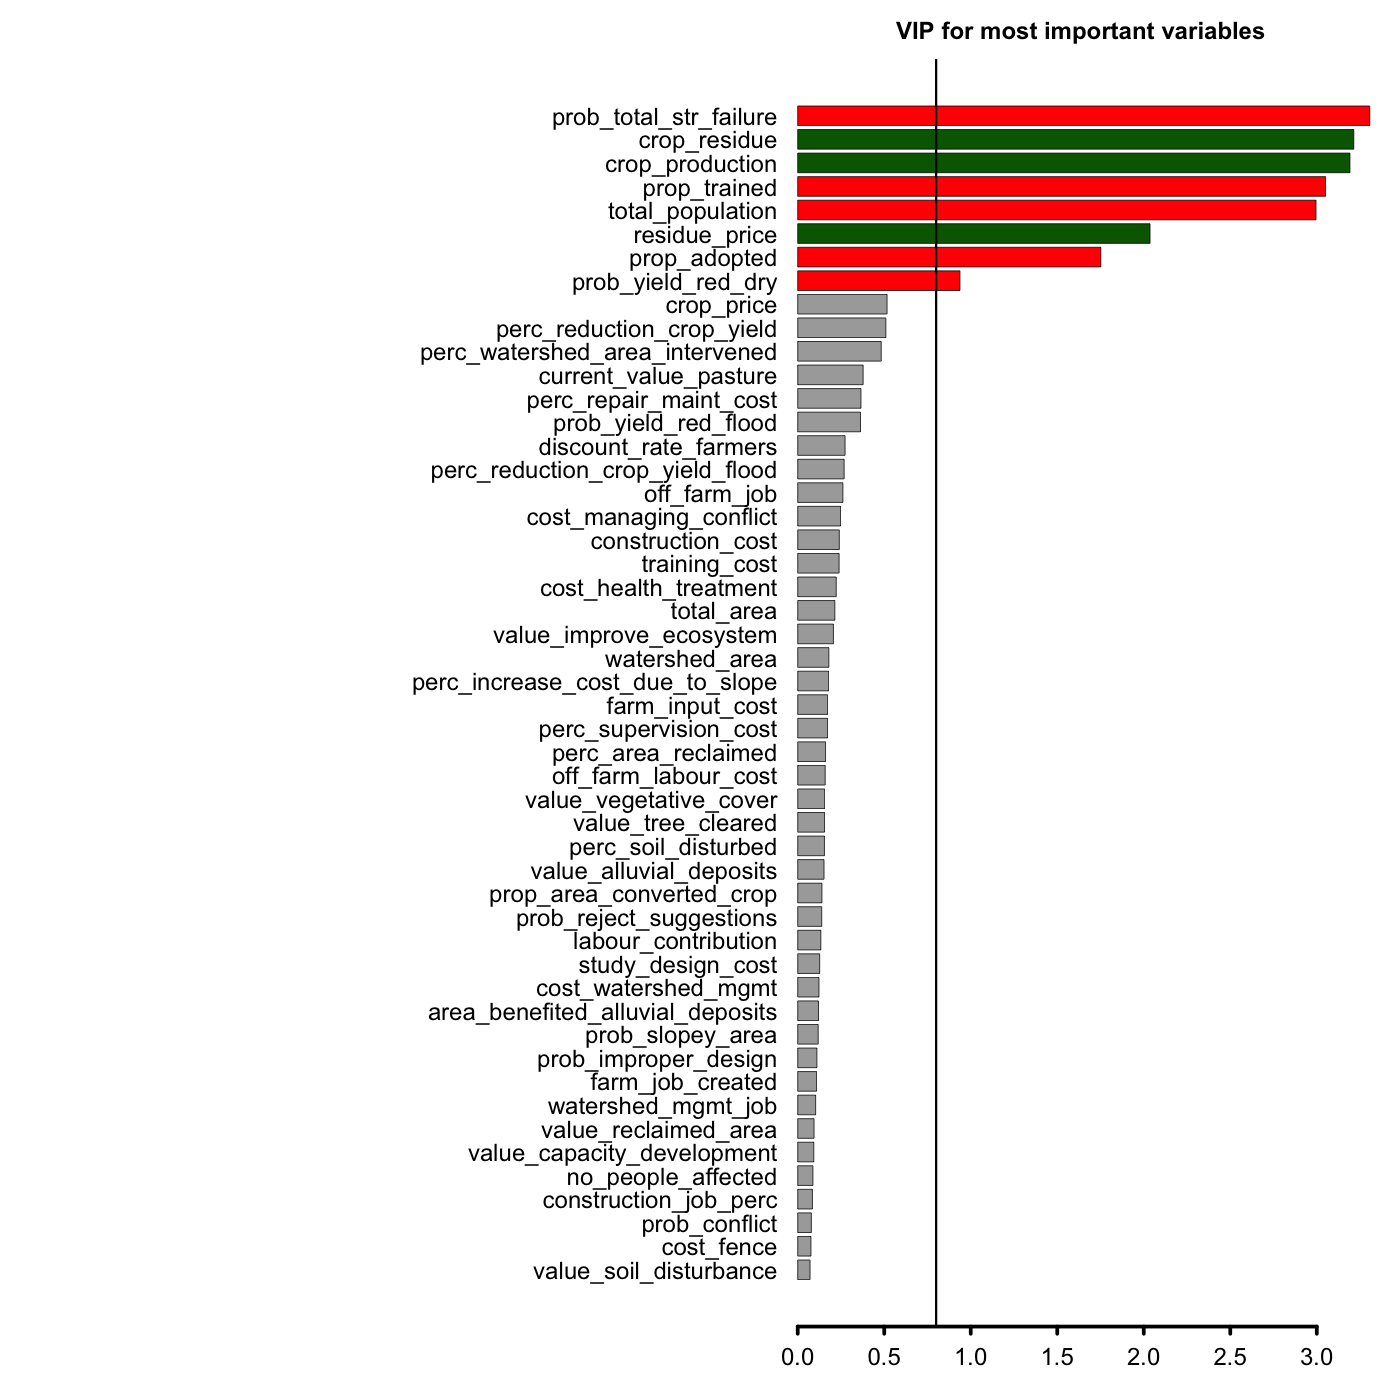 VIP for most important variables
prob_total_str_failure
crop_residue
crop_production
prop_trained
total_population
residue_price
prop_adopted
prob_yield_red_dry
crop_price
perc_reduction_crop_yield
perc_watershed_area_intervened
current_value_pasture
perc_repair_maint_cost
prob_yield_red_flood
discount_rate_farmers
perc_reduction_crop_yield_flood
off_farm_job
cost_managing_conflict
construction_cost
training_cost
cost_health_treatment
total_area
value_improve_ecosystem
watershed_area
perc_increase_cost_due_to_slope
farm_input_cost
perc_supervision_cost
perc_area_reclaimed
off_farm_labour_cost
value_vegetative_cover
value_tree_cleared
perc_soil_disturbed
value_alluvial_deposits
prop_area_converted_crop
prob_reject_suggestions
labour_contribution
study_design_cost
cost_watershed_mgmt
area_benefited_alluvial_deposits
prob_slopey_area
prob_improper_design
farm_job_created
watershed_mgmt_job
value_reclaimed_area
value_capacity_development
no_people_affected
construction_job_perc
prob_conflict
cost_fence
value_soil_disturbance
0.0 0.5 1.0 1.5 2.0 2.5 3.0